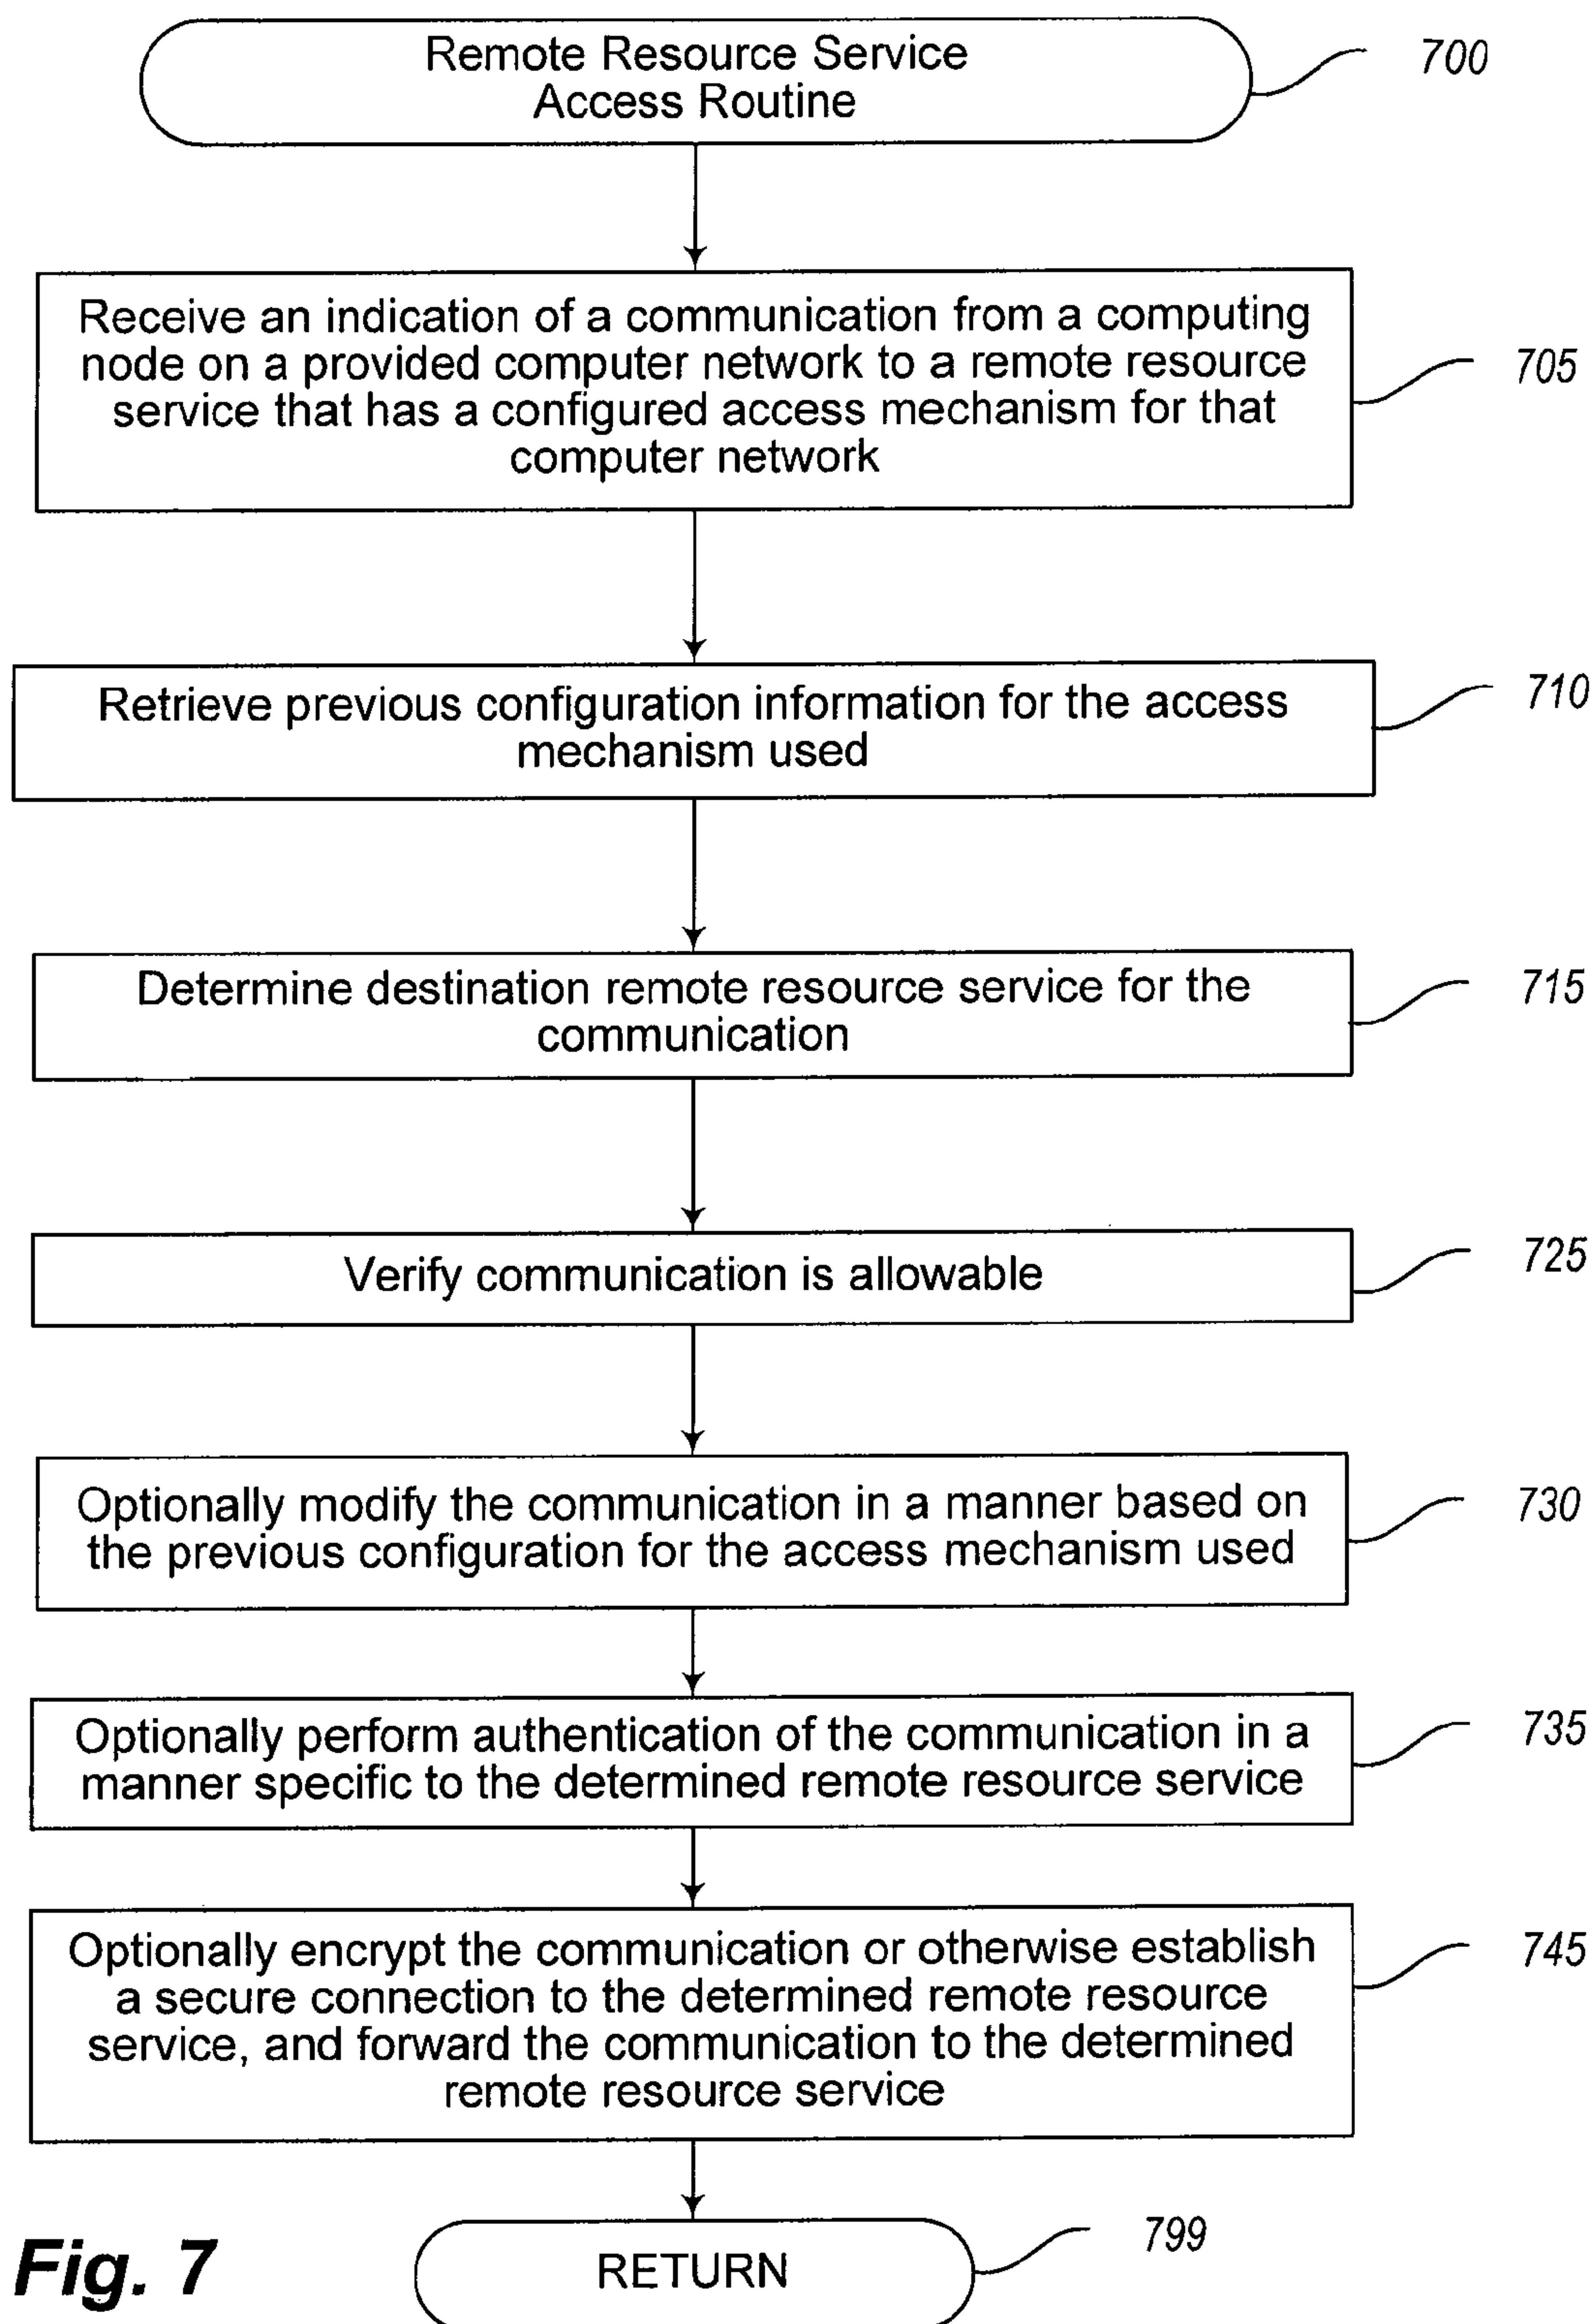 Remote Resource Service
Access Routine
700
Receive an indication of a communication from a computing
node on a provided computer network to a remote resource
service that has a configured access mechanism for that
computer network
705
Retrieve previous configuration information for the access
mechanism used
710
Determine destination remote resource service for the
communication
715
Verify communication is allowable
725
Optionally modify the communication in a manner based on
the previous configuration for the access mechanism used
730
Optionally perform authentication of the communication in a
manner specific to the determined remote resource service
735
Optionally encrypt the communication or otherwise establish
a secure connection to the determined remote resource
service, and forward the communication to the determined
remote resource service
745
RETURN
799
Fig. 7